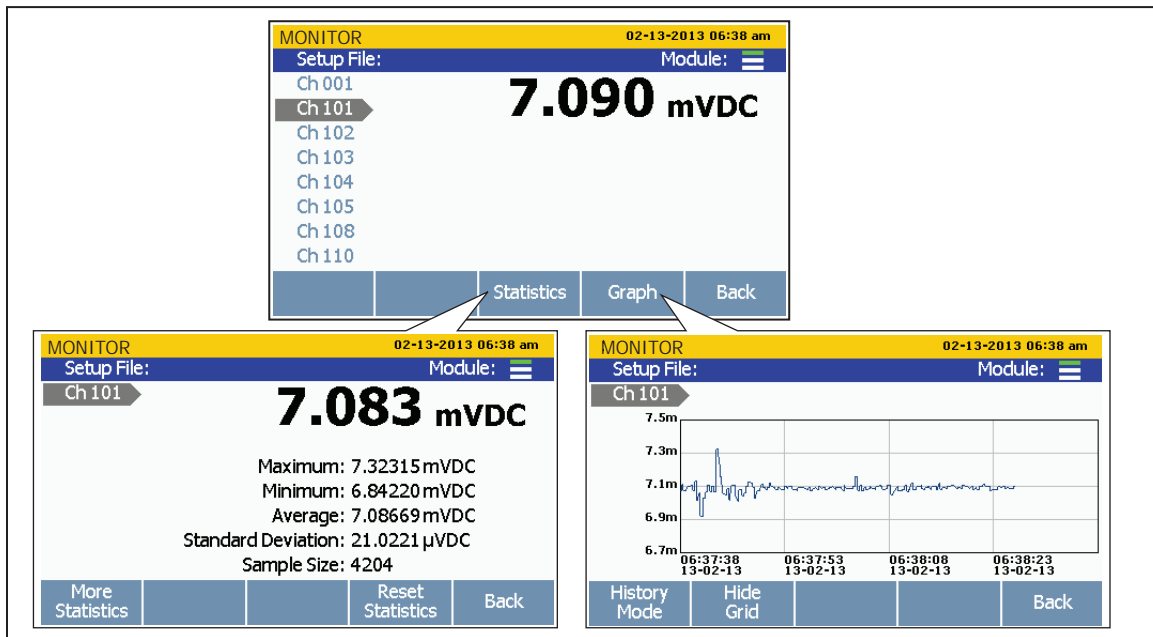 MONITOR 02-13-2013 06:38 am
Setup File: Module:
Ch 001
Ch 101
7.090 mVDC
Ch 102
Ch 103
Ch 104
Ch 105
Ch 108
Ch 110
Statistics Graph Back
MONITOR 02-13-2013 06:38 am
Setup File: Module:
Ch 101
7.083 mVDC
Maximum: 7.32315 mVDC
Minimum: 6.84220 mVDC
Average: 7.08669 mVDC
Standard Deviation: 21.0221 µVDC
Sample Size: 4204
More Statistics Reset Statistics Back
MONITOR 02-13-2013 06:38 am
Setup File: Module:
Ch 101
7.5m
7.3m
7.1m
6.9m
6.7m
06:37:38 06:37:53 06:38:08 06:38:23
13-02-13 13-02-13 13-02-13 13-02-13
History Mode Hide Grid Back